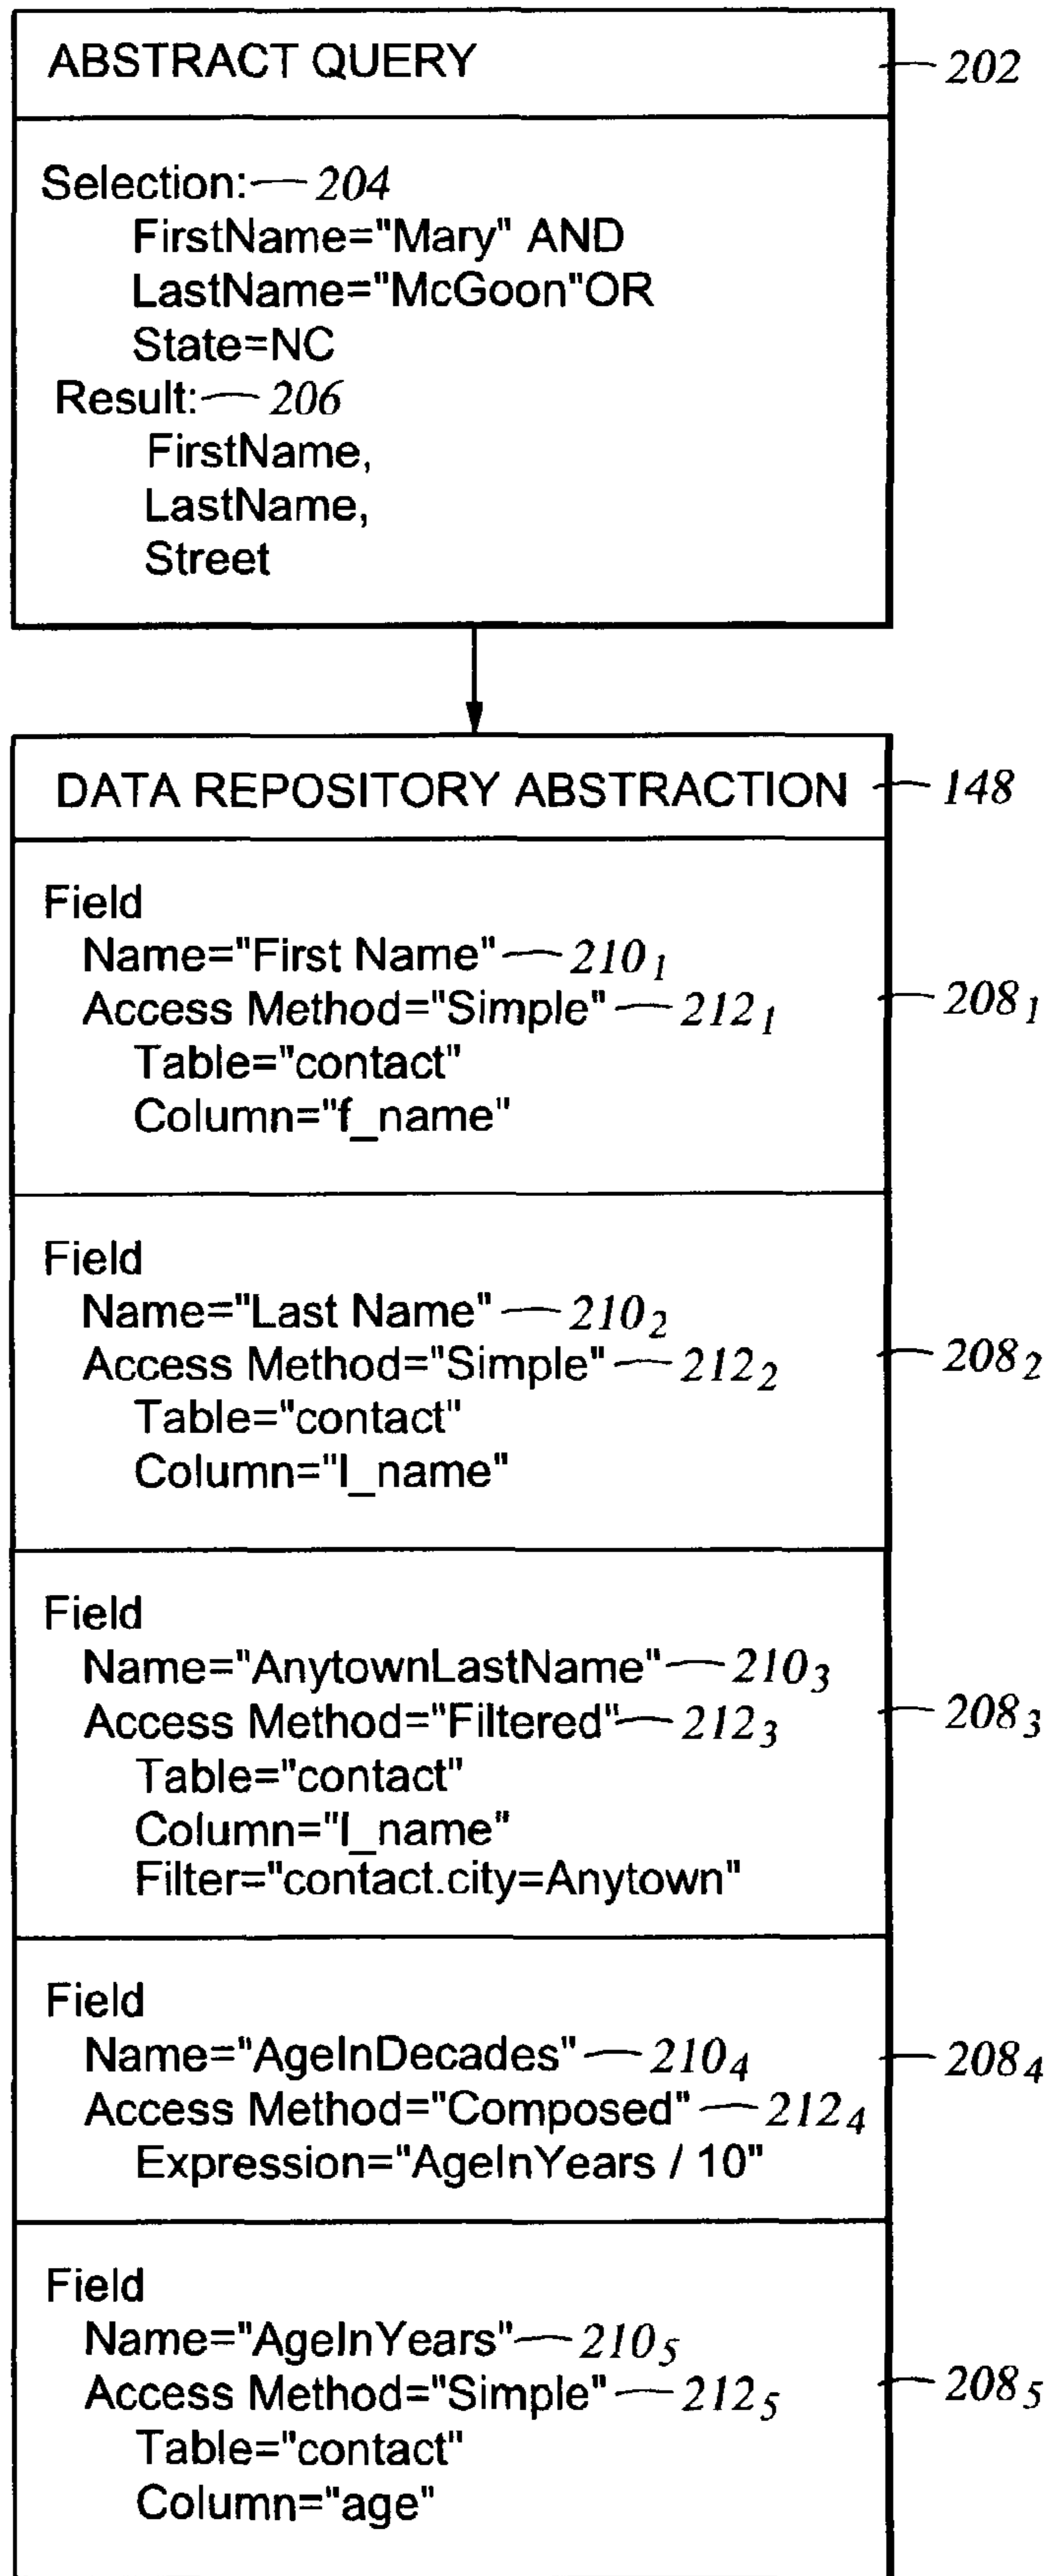 ABSTRACT QUERY 202
Selection: 204
FirstName="Mary" AND
LastName="McGoon"OR
State=NC
Result: 206
FirstName,
LastName,
Street
DATA REPOSITORY ABSTRACTION 148
Field
Name="First Name" 210₁
Access Method="Simple" 212₁ 208₁
Table="contact"
Column="f_name"
Field
Name="Last Name" 210₂
Access Method="Simple" 212₂ 208₂
Table="contact"
Column="l_name"
Field
Name="AnytownLastName" 210₃
Access Method="Filtered" 212₃ 208₃
Table="contact"
Column="l_name"
Filter="contact.city=Anytown"
Field
Name="AgeInDecades" 210₄ 208₄
Access Method="Composed" 212₄
Expression="AgeInYears / 10"
Field
Name="AgeInYears" 210₅
Access Method="Simple" 212₅ 208₅
Table="contact"
Column="age"